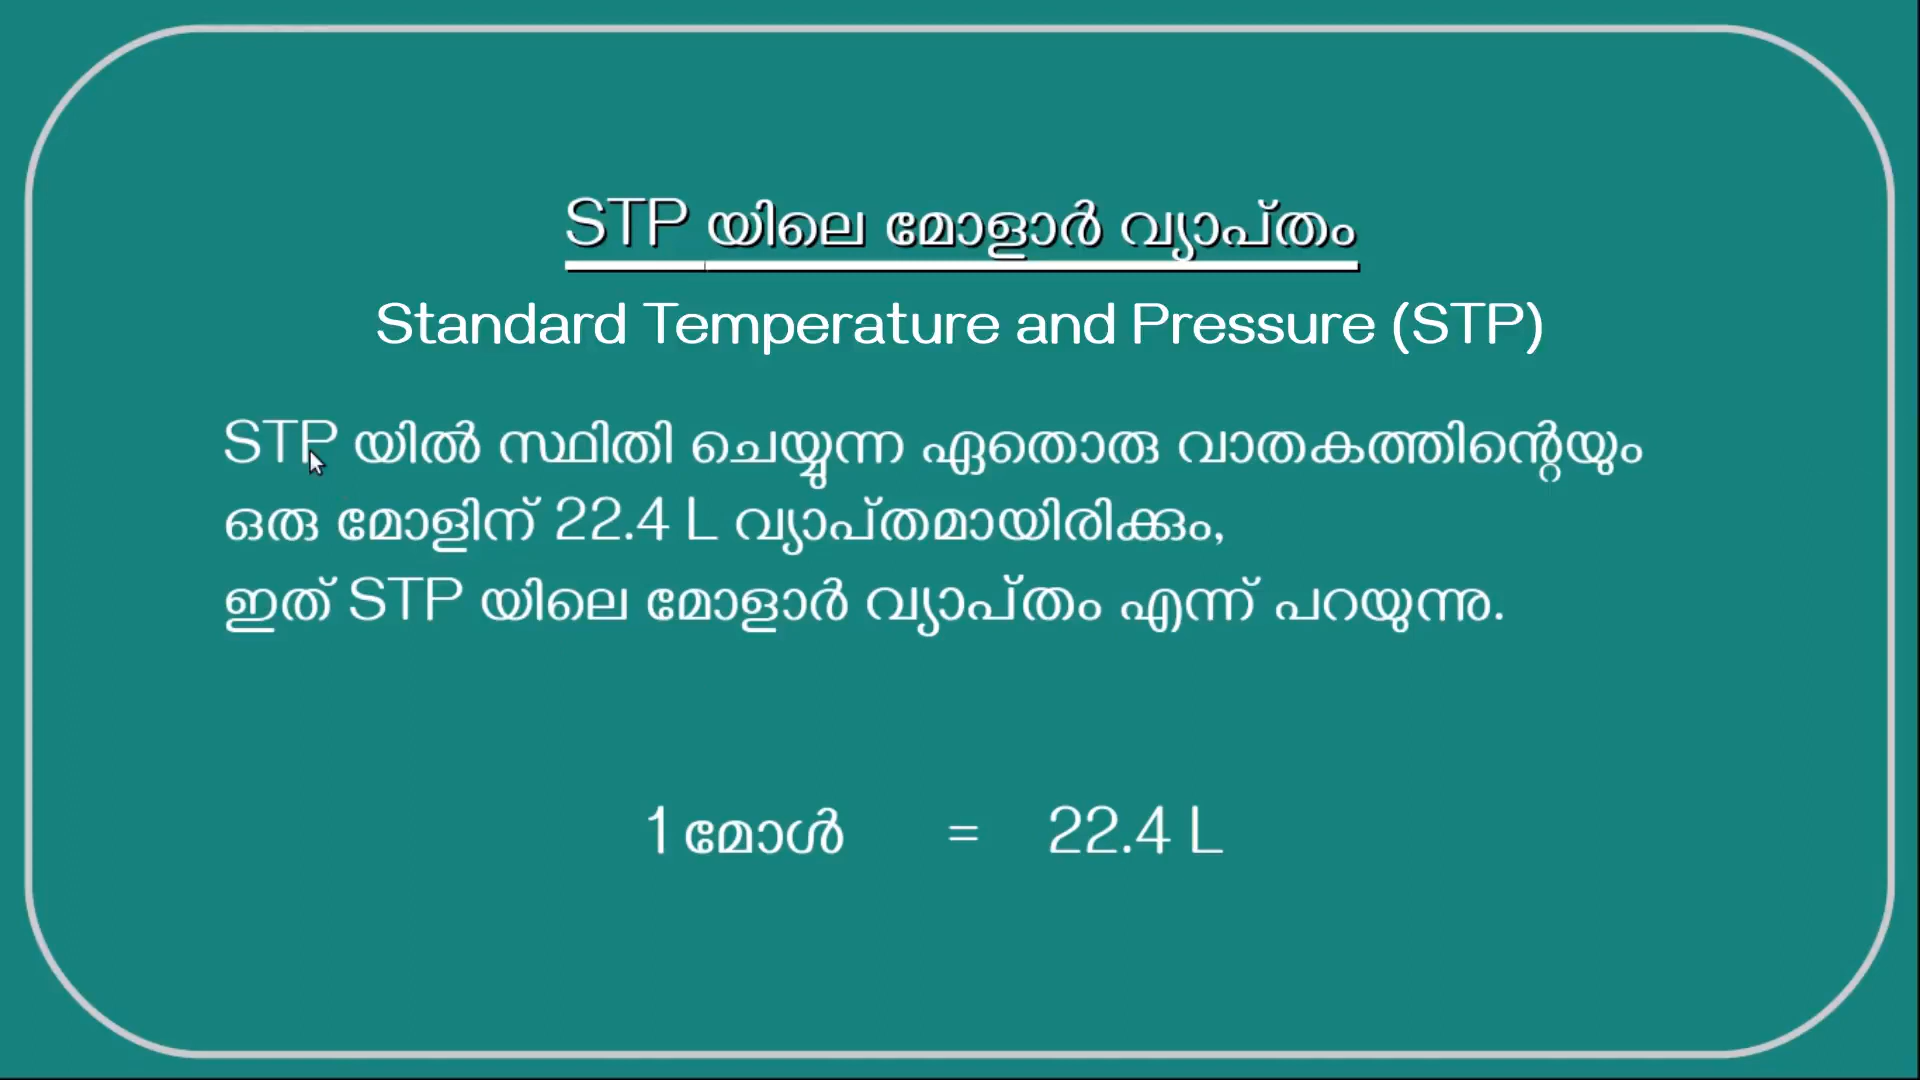 STP യിലെ മോളാർ വ്യാപ്തം
Standard Temperature and Pressure (STP)
STP യിൽ സ്ഥിതി ചെയ്യുന്ന ഏതൊരു വാതകത്തിന്റെയും
ഒരു മോളിന് 22.4 L വ്യാപ്തമായിരിക്കും,
ഇത് STP യിലെ മോളാർ വ്യാപ്തം എന്ന് പറയുന്നു.
1 മോൾ = 22.4 L